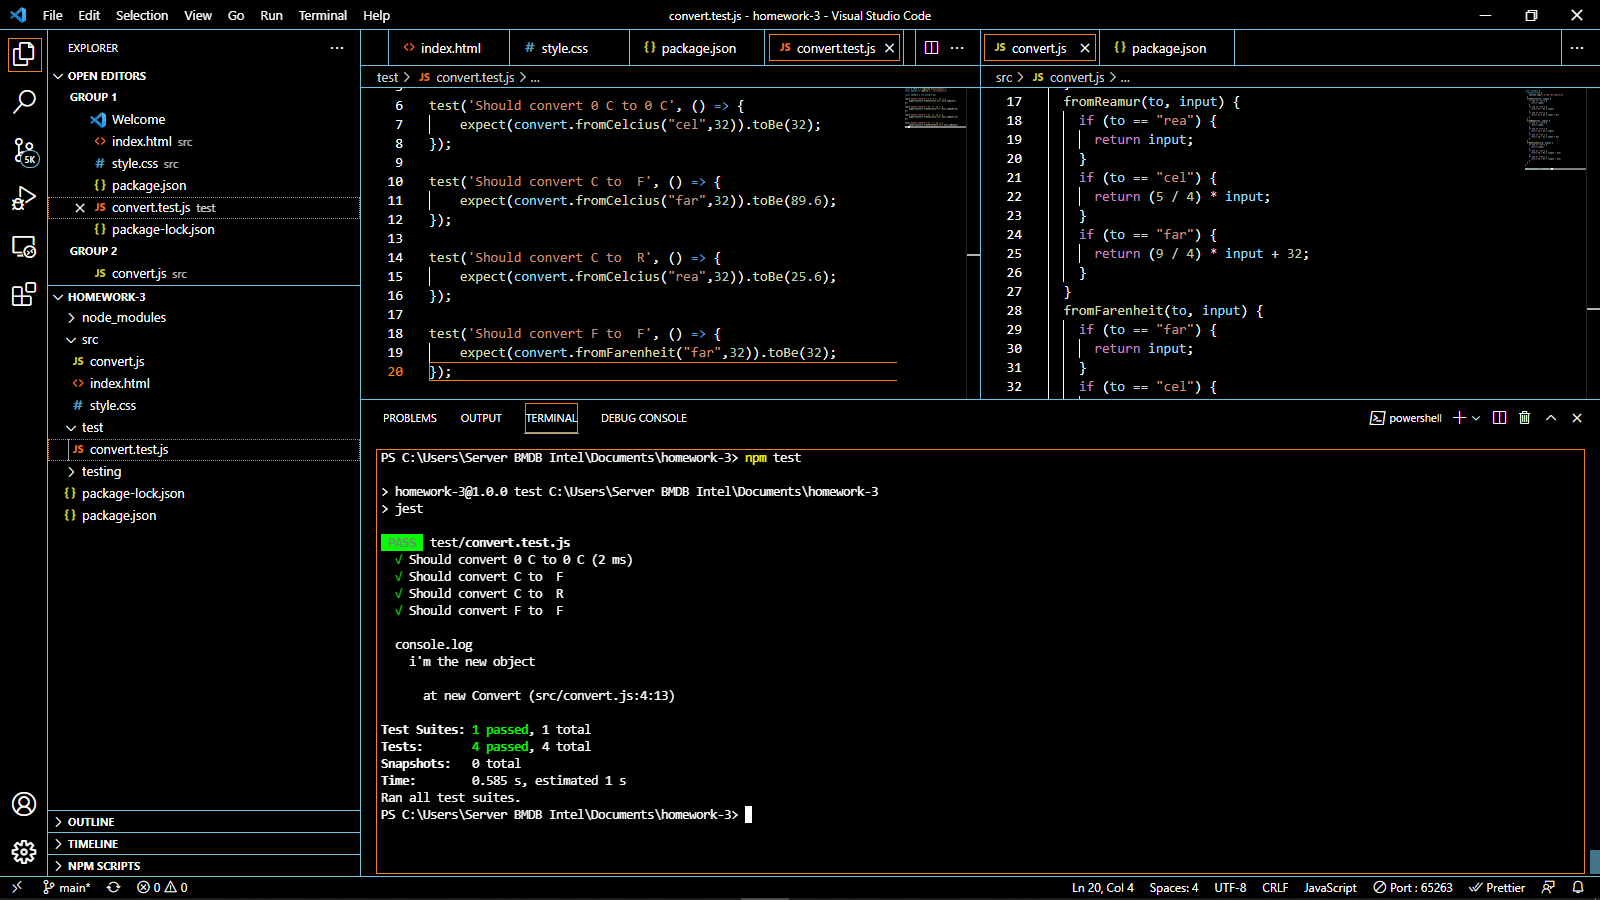 File Edit Selection View Go Run Terminal Help
convert.test.js - homework-3 - Visual Studio Code
EXPLORER
OPEN EDITORS
GROUP 1
Welcome
index.html src
style.css src
package.json
convert.test.js test
package-lock.json
GROUP 2
convert.js src
HOMEWORK-3
node_modules
src
convert.js
index.html
style.css
test
convert.test.js
testing
package-lock.json
package.json
OUTLINE
TIMELINE
NPM SCRIPTS
5K
index.html style.css package.json convert.test.js
test > convert.test.js > ...
6 test('Should convert 0 C to 0 C', () => {
7 expect(convert.fromCelcius("cel",32)).toBe(32);
8 });
9
10 test('Should convert C to  F', () => {
11 expect(convert.fromCelcius("far",32)).toBe(89.6);
12 });
13
14 test('Should convert C to  R', () => {
15 expect(convert.fromCelcius("rea",32)).toBe(25.6);
16 });
17
18 test('Should convert F to  F', () => {
19 expect(convert.fromFarenheit("far",32)).toBe(32);
20 });
convert.js package.json
src > convert.js > ...
17 fromReamur(to, input) {
18 if (to == "rea") {
19 return input;
20 }
21 if (to == "cel") {
22 return (5 / 4) * input;
23 }
24 if (to == "far") {
25 return (9 / 4) * input + 32;
26 }
27 }
28 fromFarenheit(to, input) {
29 if (to == "far") {
30 return input;
31 }
32 if (to == "cel") {
PROBLEMS OUTPUT TERMINAL DEBUG CONSOLE
powershell
PS C:\Users\Server BMDB Intel\Documents\homework-3> npm test
> homework-3@1.0.0 test C:\Users\Server BMDB Intel\Documents\homework-3
> jest
PASS test/convert.test.js
√ Should convert 0 C to 0 C (2 ms)
√ Should convert C to  F
√ Should convert C to  R
√ Should convert F to  F
console.log
i'm the new object
at new Convert (src/convert.js:4:13)
Test Suites: 1 passed, 1 total
Tests: 4 passed, 4 total
Snapshots: 0 total
Time: 0.585 s, estimated 1 s
Ran all test suites.
PS C:\Users\Server BMDB Intel\Documents\homework-3>
main* 0 0
Ln 20, Col 4 Spaces: 4 UTF-8 CRLF JavaScript Port : 65263 Prettier